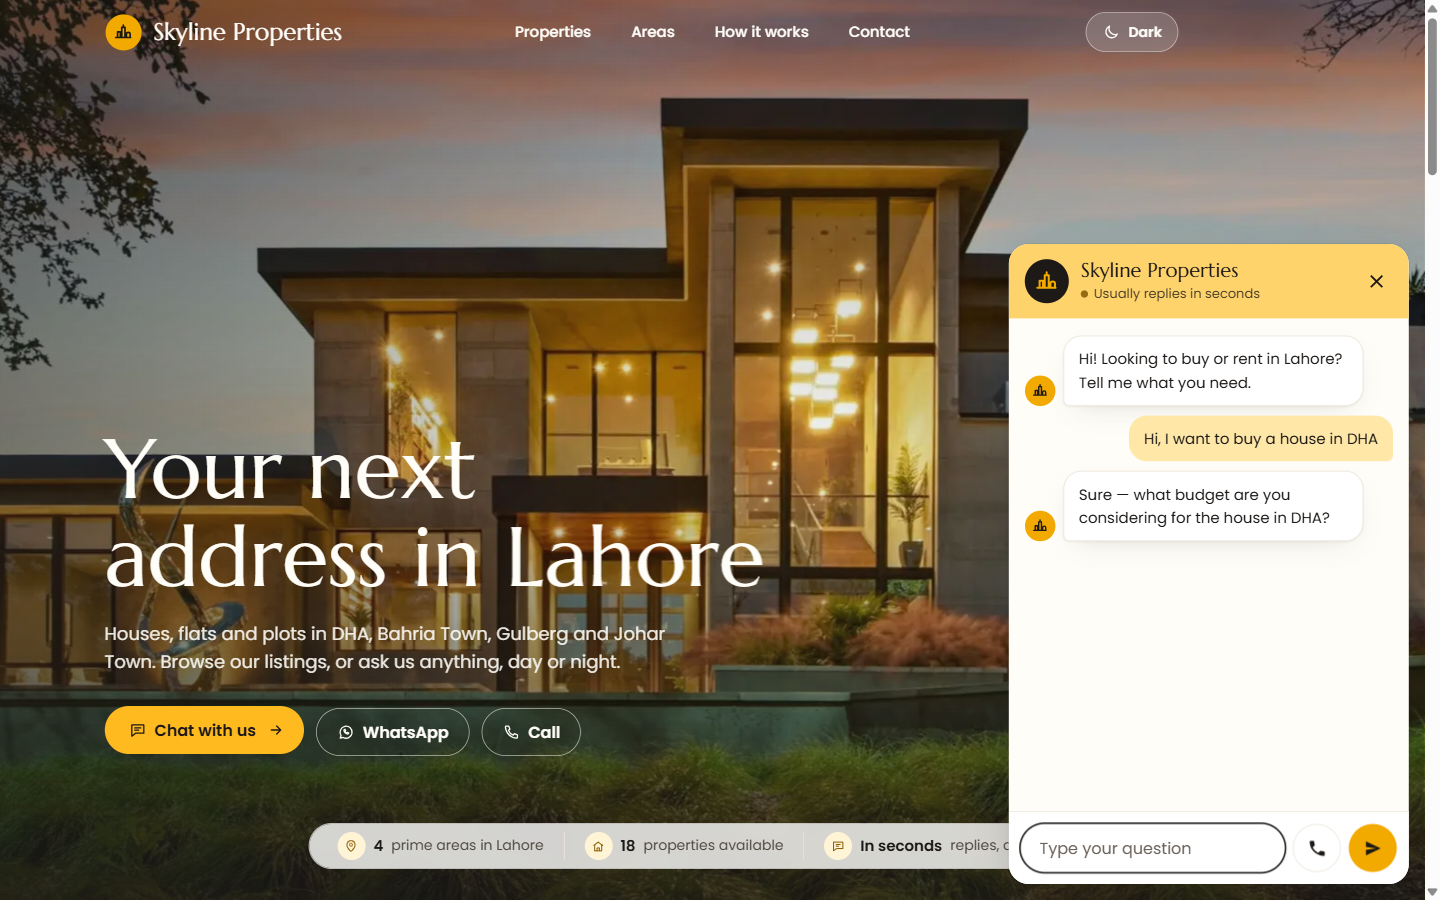 Skyline Properties
Properties
Areas
How it works
Contact
Dark
Your next
address in Lahore
Houses, flats and plots in DHA, Bahria Town, Gulberg and Johar
Town. Browse our listings, or ask us anything, day or night.
Chat with us
WhatsApp
Call
4 prime areas in Lahore
18 properties available
In seconds replies,
Skyline Properties
Usually replies in seconds
Hi! Looking to buy or rent in Lahore?
Tell me what you need.
Hi, I want to buy a house in DHA
Sure — what budget are you
considering for the house in DHA?
Type your question